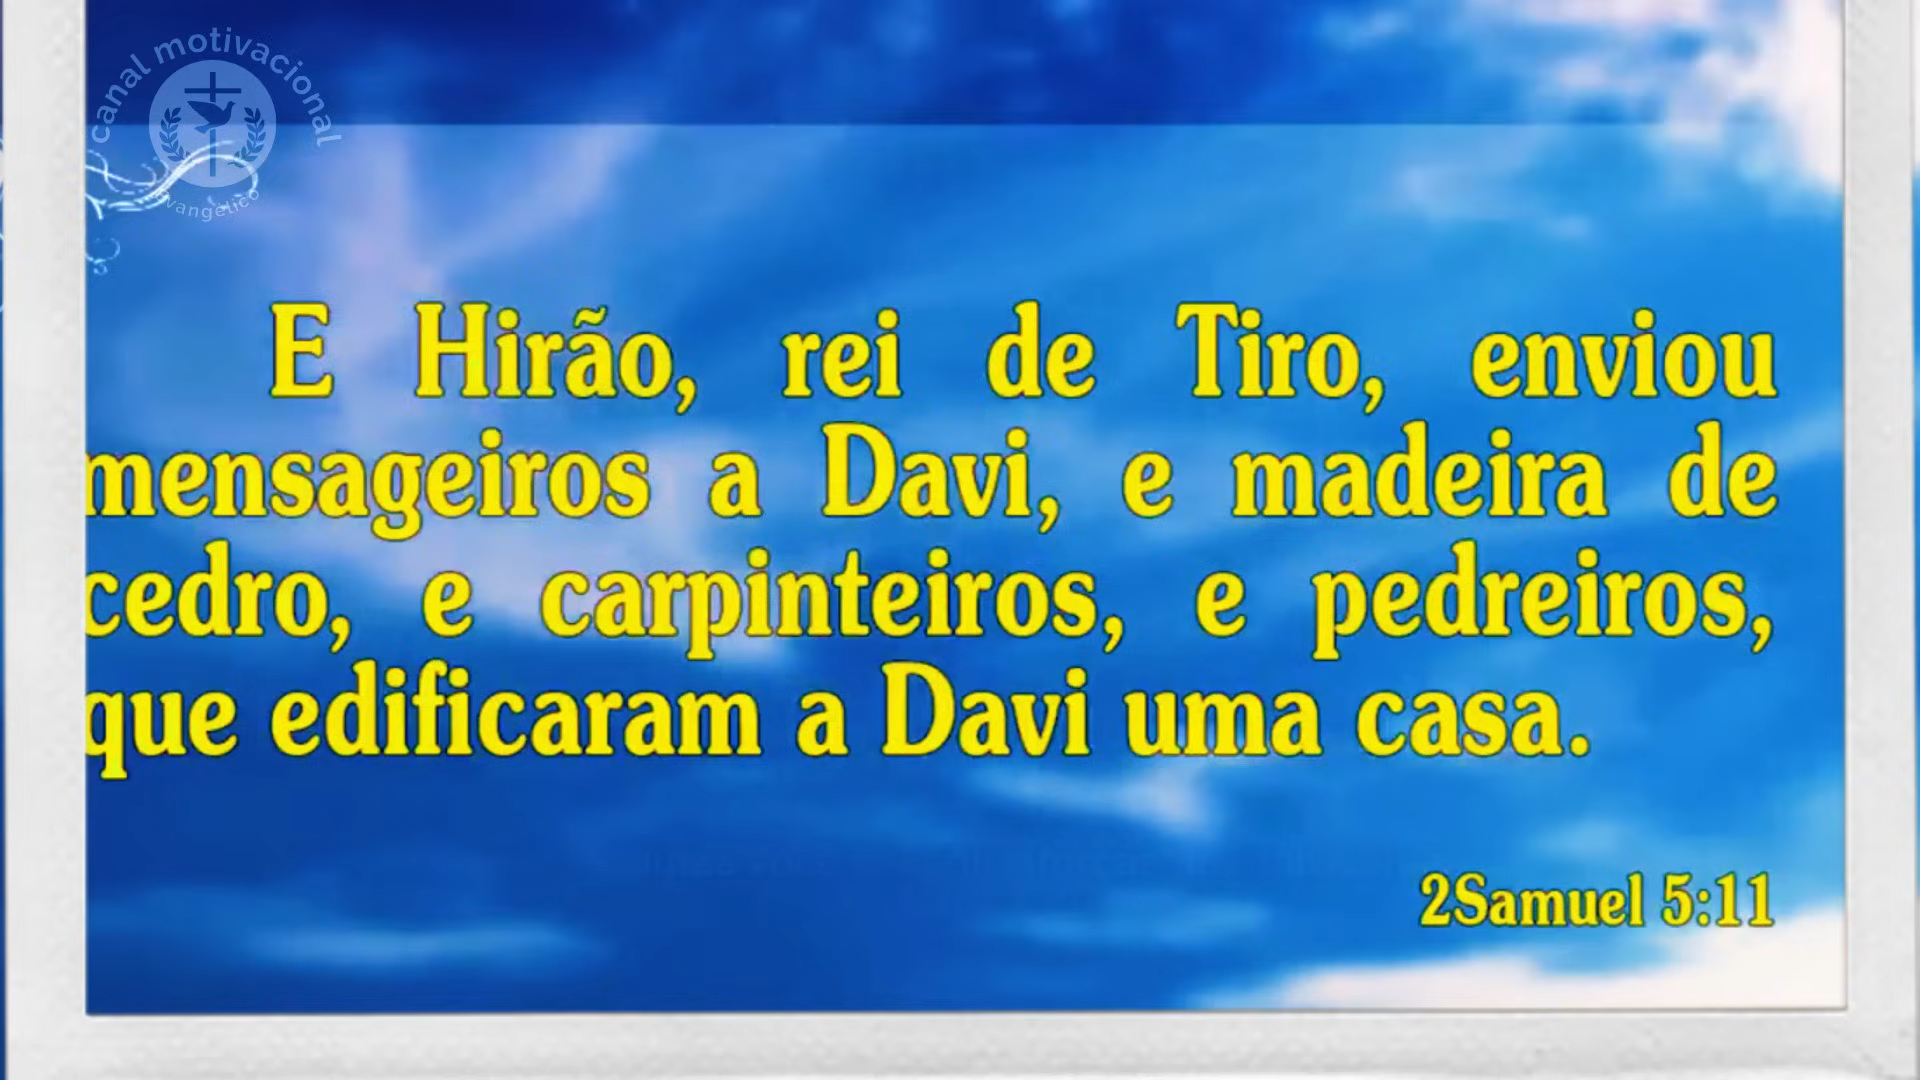 canal motivacional
evangélico
E Hirão, rei de Tiro, enviou
mensageiros a Davi, e madeira de
cedro, e carpinteiros, e pedreiros,
que edificaram a Davi uma casa.
2Samuel 5:11